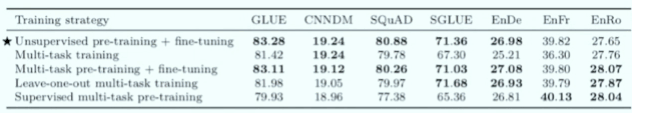 Training strategy GLUE CNNDM SQuAD SGLUE EnDe EnFr EnRo
★ Unsupervised pre-training + fine-tuning 83.28 19.24 80.88 71.36 26.98 39.82 27.65
Multi-task training 81.42 19.24 79.78 67.30 25.21 36.30 27.76
Multi-task pre-training + fine-tuning 83.11 19.12 80.26 71.03 27.08 39.80 28.07
Leave-one-out multi-task training 81.98 19.05 79.97 71.68 26.93 39.79 27.87
Supervised multi-task pre-training 79.93 18.96 77.38 65.36 26.81 40.13 28.04